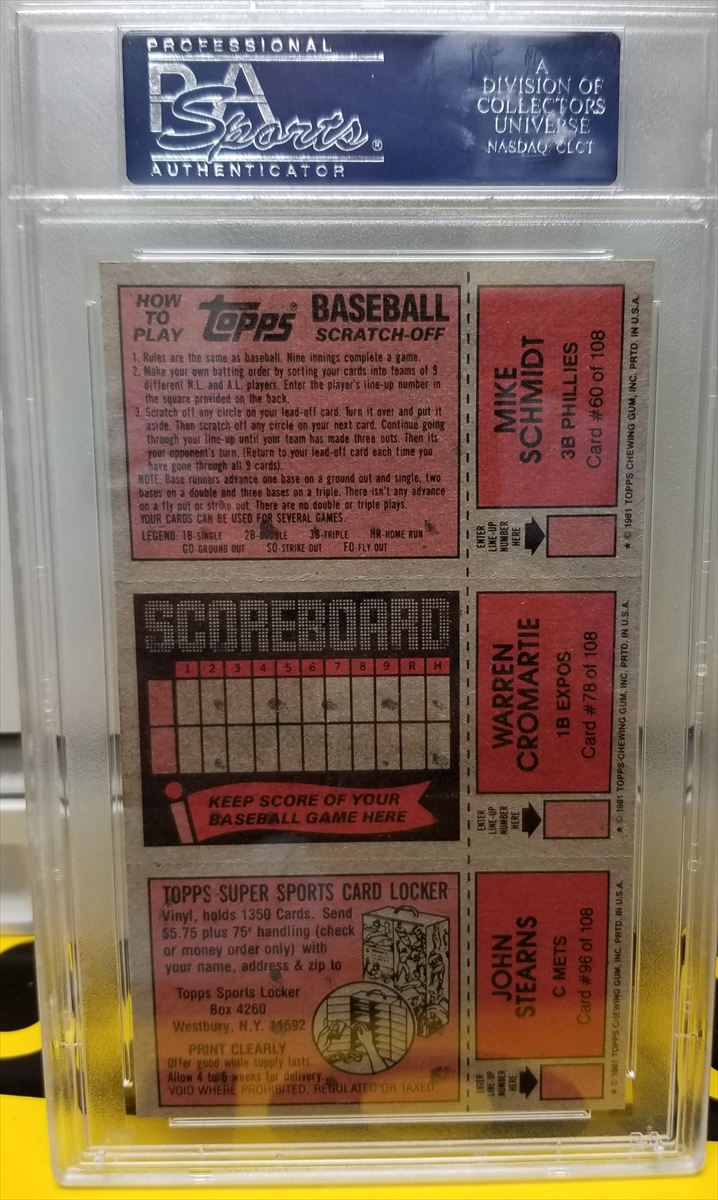 PROFESSIONAL
PSA
Sports®
AUTHENTICATOR
A
DIVISION OF
COLLECTORS
UNIVERSE
NASDAQ: CLCT
HOW
TO
PLAY
TOPPS®
BASEBALL
SCRATCH-OFF
1. Rules are the same as baseball. Nine innings complete a game.
2. Make your own batting order by sorting your cards into teams of 9
different N.L. and A.L. players. Enter the player's line-up number in
the square provided on the back.
3. Scratch off any circle on your lead-off card. Turn it over and put it
aside. Then scratch off any circle on your next card. Continue going
through your line-up until your team has made three outs. Then its
your opponent's turn. (Return to your lead-off card each time you
have gone through all 9 cards).
NOTE: Base runners advance one base on a ground out and single, two
bases on a double and three bases on a triple. There isn't any advance
on a fly out or strike out. There are no double or triple plays.
YOUR CARDS CAN BE USED FOR SEVERAL GAMES.
LEGEND: 1B-SINGLE 2B-DOUBLE 3B-TRIPLE HR-HOME RUN
GO-GROUND OUT SO-STRIKE OUT FO-FLY OUT
MIKE
SCHMIDT
3B PHILLIES
Card #60 of 108
ENTER
LINE-UP
NUMBER
HERE
★ © 1981 TOPPS CHEWING GUM, INC. PRTD. IN U.S.A.
SCOREBOARD
1 2 3 4 5 6 7 8 9 R H
KEEP SCORE OF YOUR
BASEBALL GAME HERE
WARREN
CROMARTIE
1B EXPOS
Card #78 of 108
ENTER
LINE-UP
NUMBER
HERE
★ © 1981 TOPPS CHEWING GUM, INC. PRTD. IN U.S.A.
TOPPS SUPER SPORTS CARD LOCKER
Vinyl, holds 1350 Cards. Send
$5.75 plus 75¢ handling (check
or money order only) with
your name, address & zip to
Topps Sports Locker
Box 4260
Westbury, N.Y. 11592
PRINT CLEARLY
Offer good while supply lasts.
Allow 4 to 6 weeks for delivery.
VOID WHERE PROHIBITED, REGULATED OR TAXED
JOHN
STEARNS
C METS
Card #96 of 108
ENTER
LINE-UP
NUMBER
HERE
★ © 1981 TOPPS CHEWING GUM, INC. PRTD. IN U.S.A.